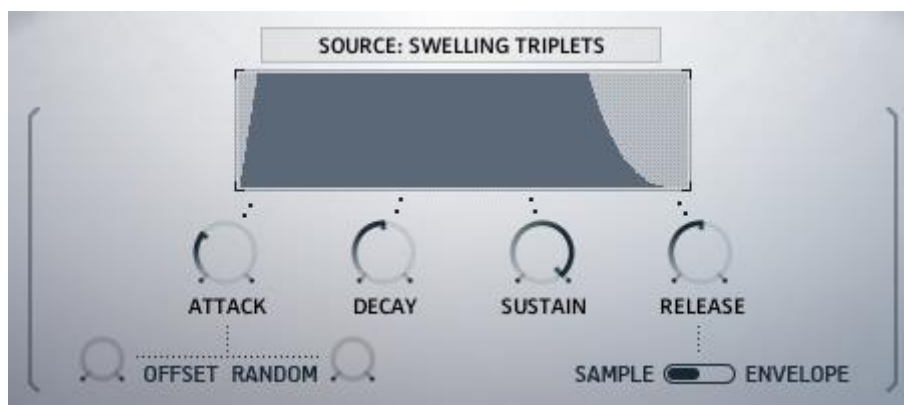 SOURCE: SWELLING TRIPLETS
ATTACK DECAY SUSTAIN RELEASE
OFFSET RANDOM SAMPLE ENVELOPE